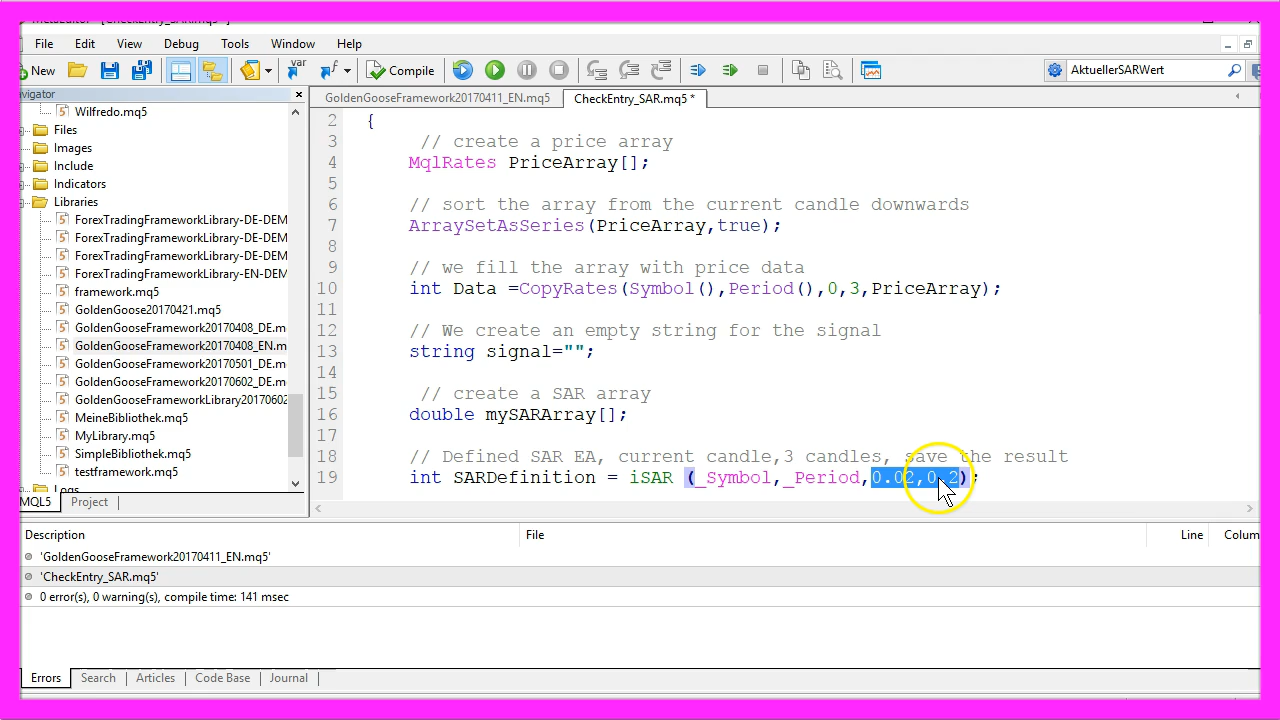 File Edit View Debug Tools Window Help
New Compile AktuellerSARWert
GoldenGooseFramework20170411_EN.mq5 CheckEntry_SAR.mq5 *
Wilfredo.mq5
Files
Images
Include
Indicators
Libraries
ForexTradingFrameworkLibrary-DE-DEM
ForexTradingFrameworkLibrary-DE-DEM
ForexTradingFrameworkLibrary-DE-DEM
ForexTradingFrameworkLibrary-EN-DEM
framework.mq5
GoldenGoose20170421.mq5
GoldenGooseFramework20170408_DE.m
GoldenGooseFramework20170408_EN.m
GoldenGooseFramework20170501_DE.m
GoldenGooseFramework20170602_DE.m
GoldenGooseFrameworkLibrary20170602
MeineBibliothek.mq5
MyLibrary.mq5
SimpleBibliothek.mq5
testframework.mq5
MQL5 Project
2 {
3 // create a price array
4 MqlRates PriceArray[];
5
6 // sort the array from the current candle downwards
7 ArraySetAsSeries(PriceArray,true);
8
9 // we fill the array with price data
10 int Data =CopyRates(Symbol(),Period(),0,3,PriceArray);
11
12 // We create an empty string for the signal
13 string signal="";
14
15 // create a SAR array
16 double mySARArray[];
17
18 // Defined SAR EA, current candle,3 candles, save the result
19 int SARDefinition = iSAR (_Symbol,_Period,0.02,0.2);
Description File Line Colum
'GoldenGooseFramework20170411_EN.mq5'
'CheckEntry_SAR.mq5'
0 error(s), 0 warning(s), compile time: 141 msec
Errors Search Articles Code Base Journal